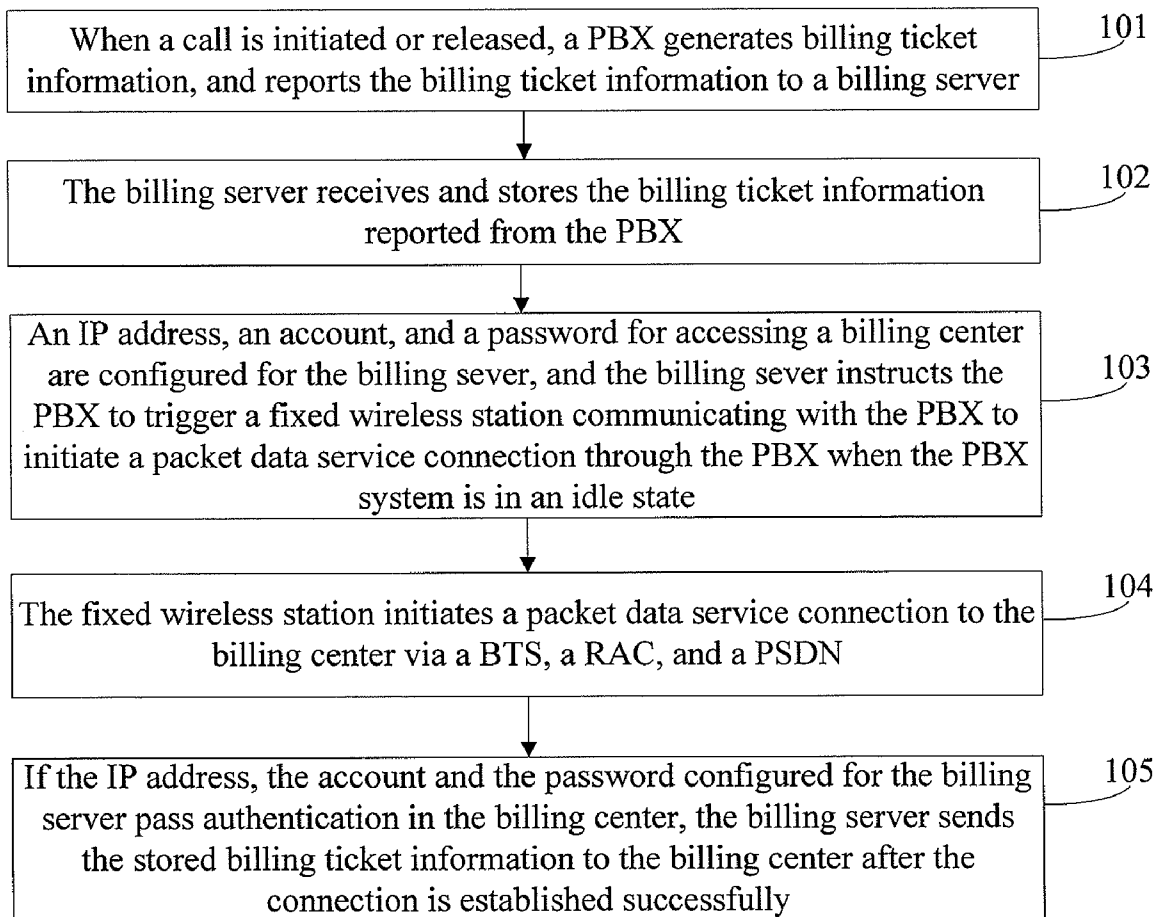 When a call is initiated or released, a PBX generates billing ticket
information, and reports the billing ticket information to a billing server
101
The billing server receives and stores the billing ticket information
reported from the PBX
102
An IP address, an account, and a password for accessing a billing center
are configured for the billing sever, and the billing sever instructs the
PBX to trigger a fixed wireless station communicating with the PBX to
initiate a packet data service connection through the PBX when the PBX
system is in an idle state
103
The fixed wireless station initiates a packet data service connection to the
billing center via a BTS, a RAC, and a PSDN
104
If the IP address, the account and the password configured for the billing
server pass authentication in the billing center, the billing server sends
the stored billing ticket information to the billing center after the
connection is established successfully
105